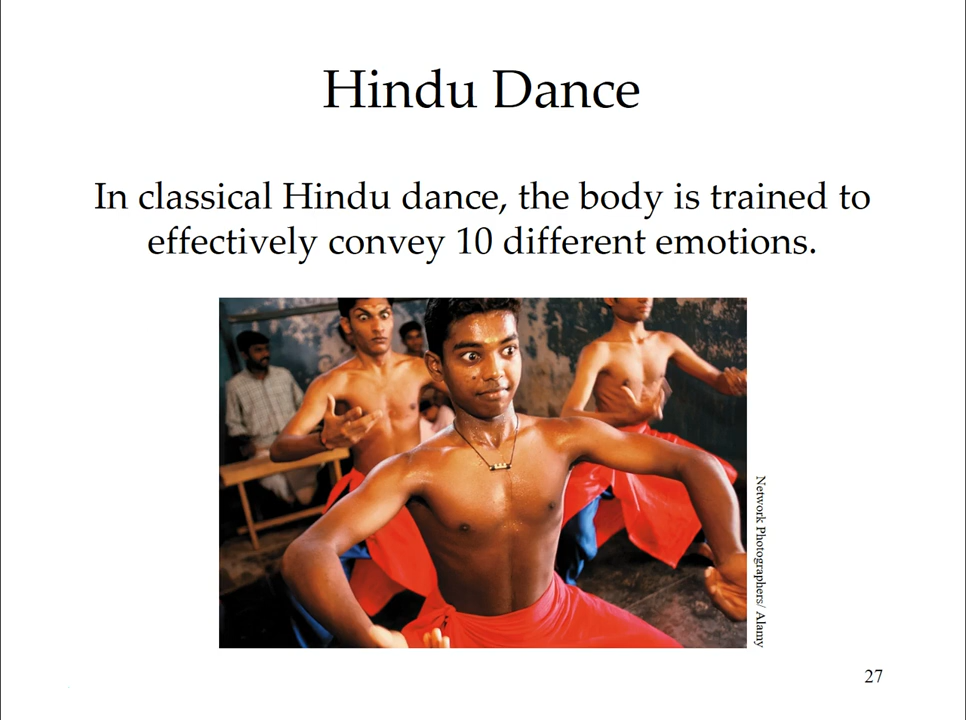 Hindu Dance
In classical Hindu dance, the body is trained to
effectively convey 10 different emotions.
Network Photographers/ Alamy
27